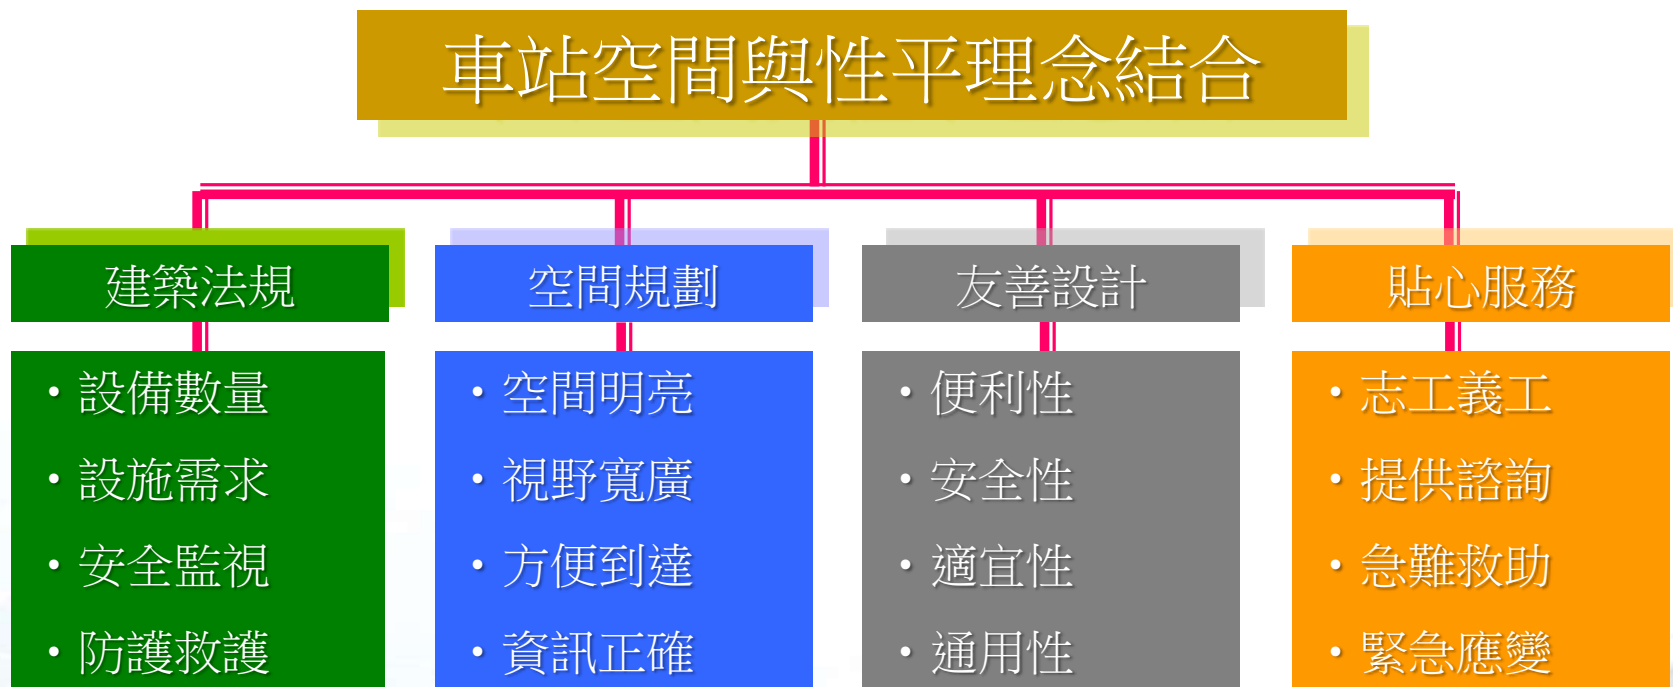 車站空間與性平理念結合
建築法規
・設備數量
・設施需求
・安全監視
・防護救護
空間規劃
・空間明亮
・視野寬廣
・方便到達
・資訊正確
友善設計
・便利性
・安全性
・適宜性
・通用性
貼心服務
・志工義工
・提供諮詢
・急難救助
・緊急應變